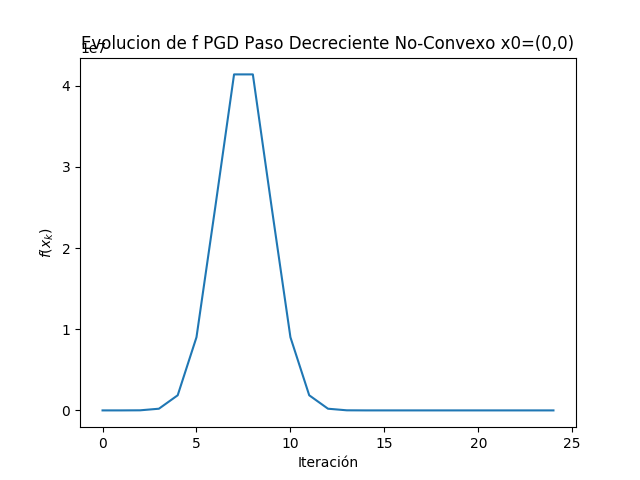 Evolucion de f PGD Paso Decreciente No-Convexo x0=(0,0)
1e7
4
3
2
1
0
f(x_k)
0 5 10 15 20 25
Iteración